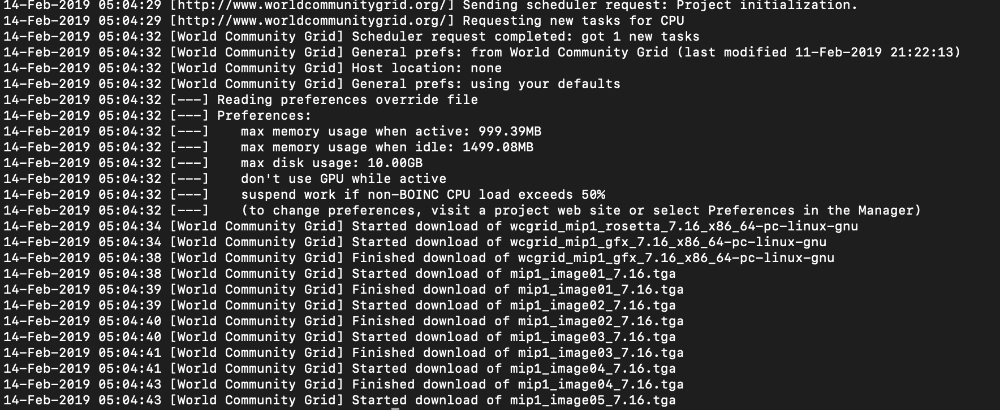 14-Feb-2019 05:04:29 [http://www.worldcommunitygrid.org/] Sending scheduler request: Project initialization.
14-Feb-2019 05:04:29 [http://www.worldcommunitygrid.org/] Requesting new tasks for CPU
14-Feb-2019 05:04:32 [World Community Grid] Scheduler request completed: got 1 new tasks
14-Feb-2019 05:04:32 [World Community Grid] General prefs: from World Community Grid (last modified 11-Feb-2019 21:22:13)
14-Feb-2019 05:04:32 [World Community Grid] Host location: none
14-Feb-2019 05:04:32 [World Community Grid] General prefs: using your defaults
14-Feb-2019 05:04:32 [---] Reading preferences override file
14-Feb-2019 05:04:32 [---] Preferences:
14-Feb-2019 05:04:32 [---]    max memory usage when active: 999.39MB
14-Feb-2019 05:04:32 [---]    max memory usage when idle: 1499.08MB
14-Feb-2019 05:04:32 [---]    max disk usage: 10.00GB
14-Feb-2019 05:04:32 [---]    don't use GPU while active
14-Feb-2019 05:04:32 [---]    suspend work if non-BOINC CPU load exceeds 50%
14-Feb-2019 05:04:32 [---]    (to change preferences, visit a project web site or select Preferences in the Manager)
14-Feb-2019 05:04:34 [World Community Grid] Started download of wcgrid_mip1_rosetta_7.16_x86_64-pc-linux-gnu
14-Feb-2019 05:04:34 [World Community Grid] Started download of wcgrid_mip1_gfx_7.16_x86_64-pc-linux-gnu
14-Feb-2019 05:04:38 [World Community Grid] Finished download of wcgrid_mip1_gfx_7.16_x86_64-pc-linux-gnu
14-Feb-2019 05:04:38 [World Community Grid] Started download of mip1_image01_7.16.tga
14-Feb-2019 05:04:39 [World Community Grid] Finished download of mip1_image01_7.16.tga
14-Feb-2019 05:04:39 [World Community Grid] Started download of mip1_image02_7.16.tga
14-Feb-2019 05:04:40 [World Community Grid] Finished download of mip1_image02_7.16.tga
14-Feb-2019 05:04:40 [World Community Grid] Started download of mip1_image03_7.16.tga
14-Feb-2019 05:04:41 [World Community Grid] Finished download of mip1_image03_7.16.tga
14-Feb-2019 05:04:41 [World Community Grid] Started download of mip1_image04_7.16.tga
14-Feb-2019 05:04:43 [World Community Grid] Finished download of mip1_image04_7.16.tga
14-Feb-2019 05:04:43 [World Community Grid] Started download of mip1_image05_7.16.tga